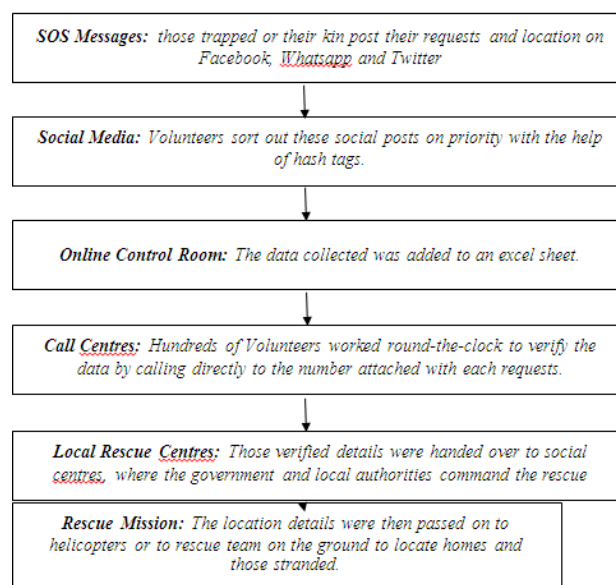 SOS Messages: those trapped or their kin post their requests and location on
Facebook, Whatsapp and Twitter
Social Media: Volunteers sort out these social posts on priority with the help
of hash tags.
Online Control Room: The data collected was added to an excel sheet.
Call Centres: Hundreds of Volunteers worked round-the-clock to verify the
data by calling directly to the number attached with each requests.
Local Rescue Centres: Those verified details were handed over to social
centres, where the government and local authorities command the rescue
Rescue Mission: The location details were then passed on to
helicopters or to rescue team on the ground to locate homes and
those stranded.